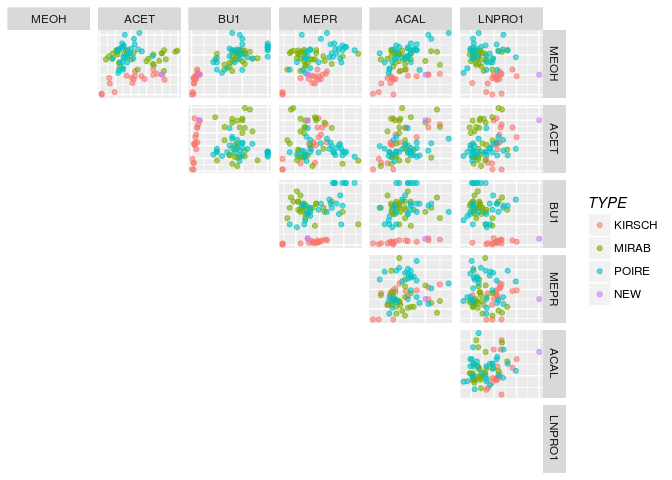 MEOH ACET BU1 MEPR ACAL LNPRO1
MEOH
ACET
BU1
MEPR
ACAL
LNPRO1
TYPE
KIRSCH
MIRAB
POIRE
NEW